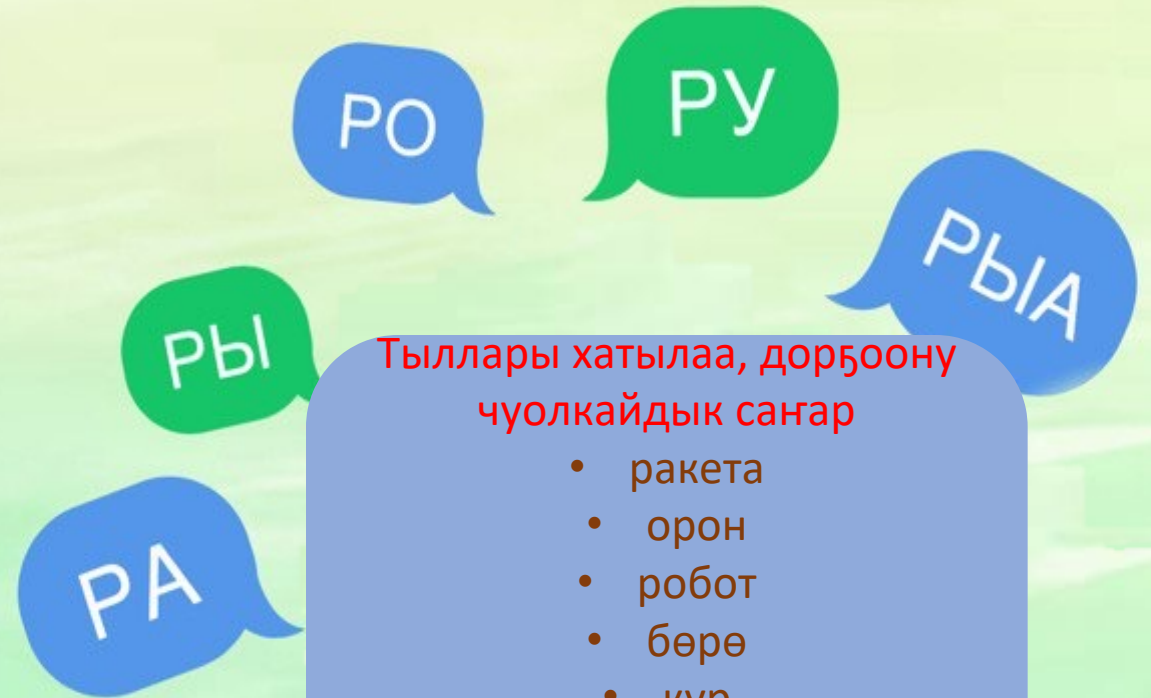 РО
РУ
РЫА
РЫ
РА
Тыллары хатылаа, дорҕоону
чуолкайдык саҥар
• ракета
• орон
• робот
• бөрө